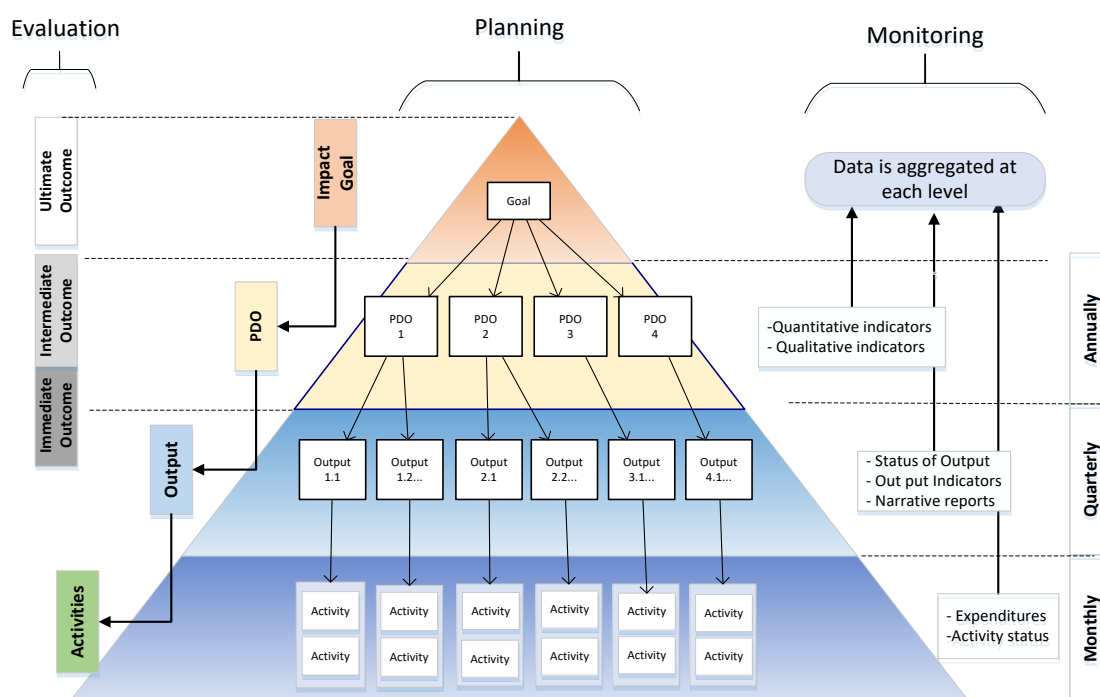 Evaluation
Planning
Monitoring
Ultimate
Outcome
Impact
Goal
Goal
Data is aggregated at
each level
Intermediate
Outcome
PDO
PDO
1
PDO
2
PDO
3
PDO
4
-Quantitative indicators
- Qualitative indicators
Annually
Immediate
Outcome
Output
Output
1.1
Output
1.2...
Output
2.1
Output
2.2...
Output
3.1...
Output
4.1...
- Status of Output
- Out put Indicators
- Narrative reports
Quarterly
Activities
Activity
Activity
Activity
Activity
Activity
Activity
Activity
Activity
Activity
Activity
Activity
Activity
- Expenditures
-Activity status
Monthly